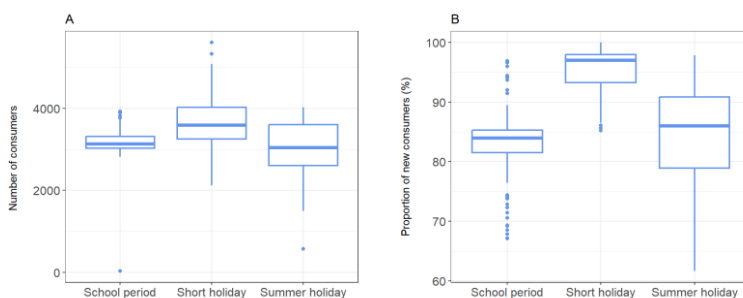 A
Number of consumers
4000
2000
0
School period Short holiday Summer holiday
B
Proportion of new consumers (%)
100
90
80
70
60
School period Short holiday Summer holiday